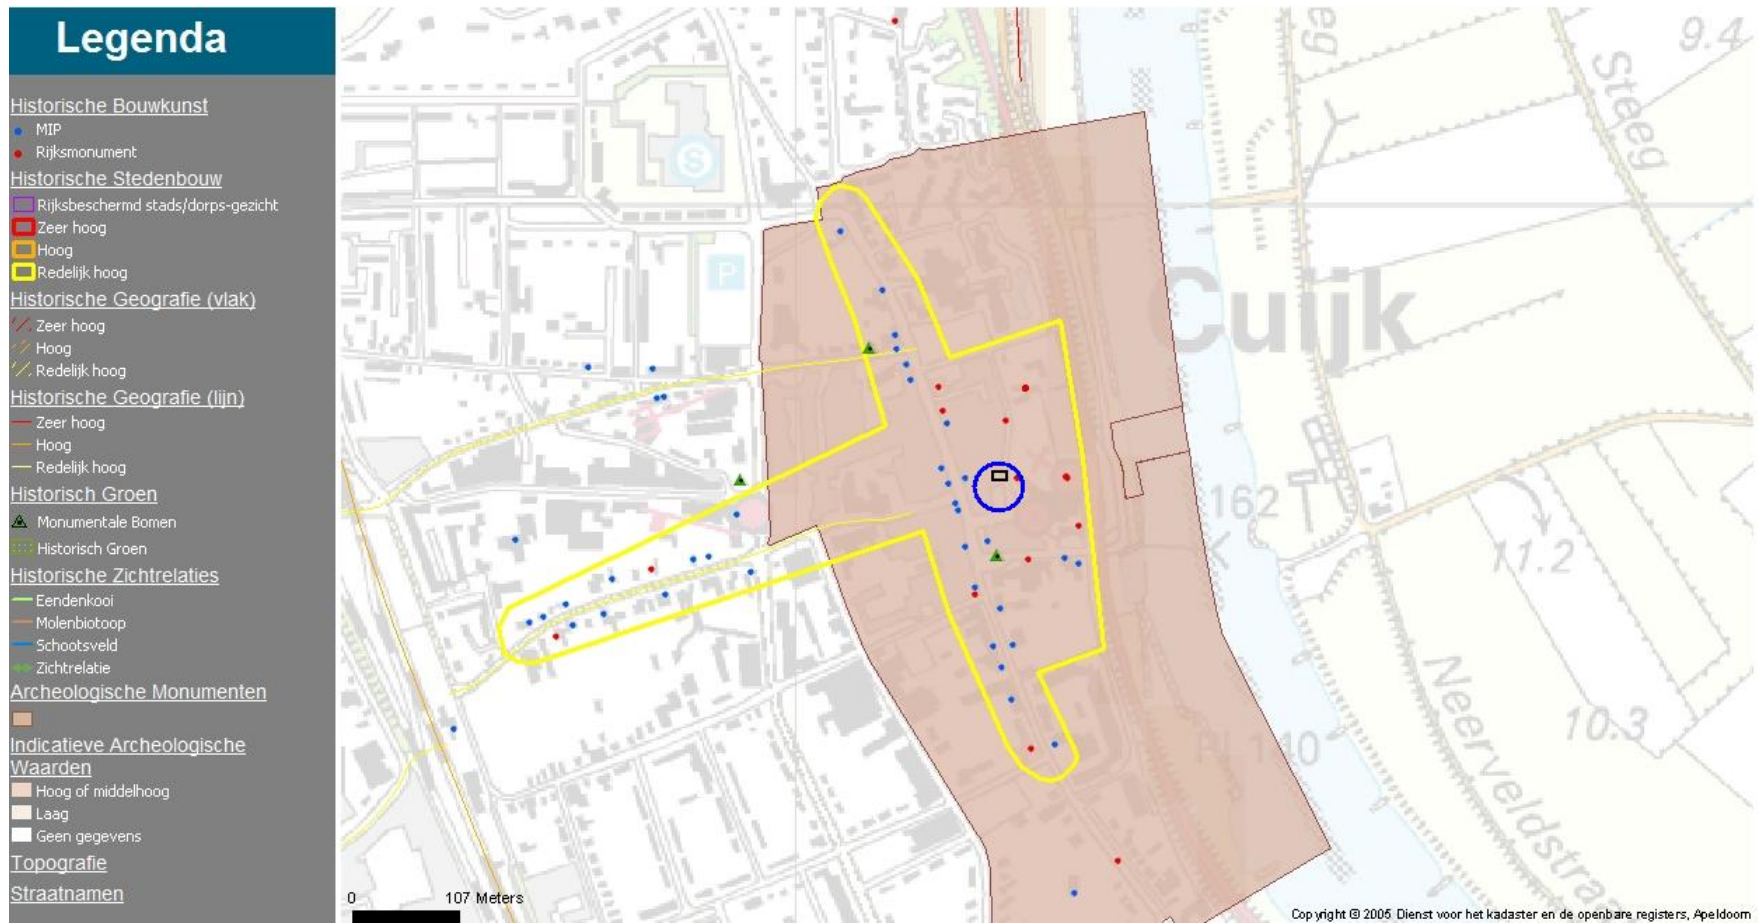 Legenda
Historische Bouwkunst
MIP
Rijksmonument
Historische Stedenbouw
Rijksbeschermd stads/dorps-gezicht
Zeer hoog
Hoog
Redelijk hoog
Historische Geografie (vlak)
Zeer hoog
Hoog
Redelijk hoog
Historische Geografie (lijn)
Zeer hoog
Hoog
Redelijk hoog
Historisch Groen
Monumentale Bomen
Historisch Groen
Historische Zichtrelaties
Eendenkooi
Molenbiotoop
Schootsveld
Zichtrelatie
Archeologische Monumenten
Indicatieve Archeologische
Waarden
Hoog of middelhoog
Laag
Geen gegevens
Topografie
Straatnamen
eg
9.4
Steeg
S
P
Cuijk
162
11.2
10.3
Neerveldstra
0 107 Meters
Copyright © 2005 Dienst voor het kadaster en de openbare registers, Apeldoorn